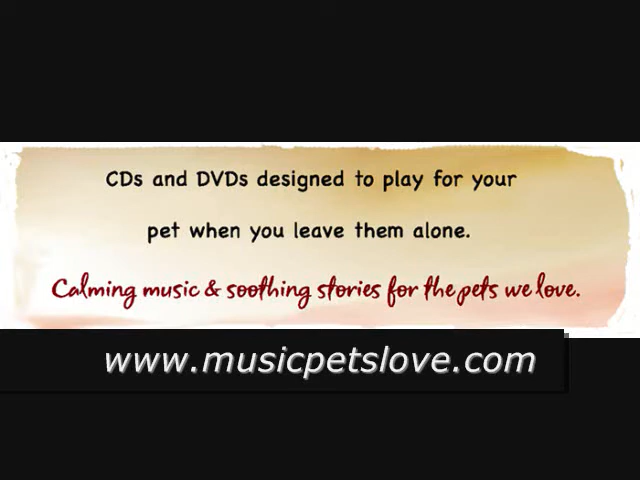 CDs and DVDs designed to play for your
pet when you leave them alone.
Calming music & soothing stories for the pets we love.
www.musicpetslove.com